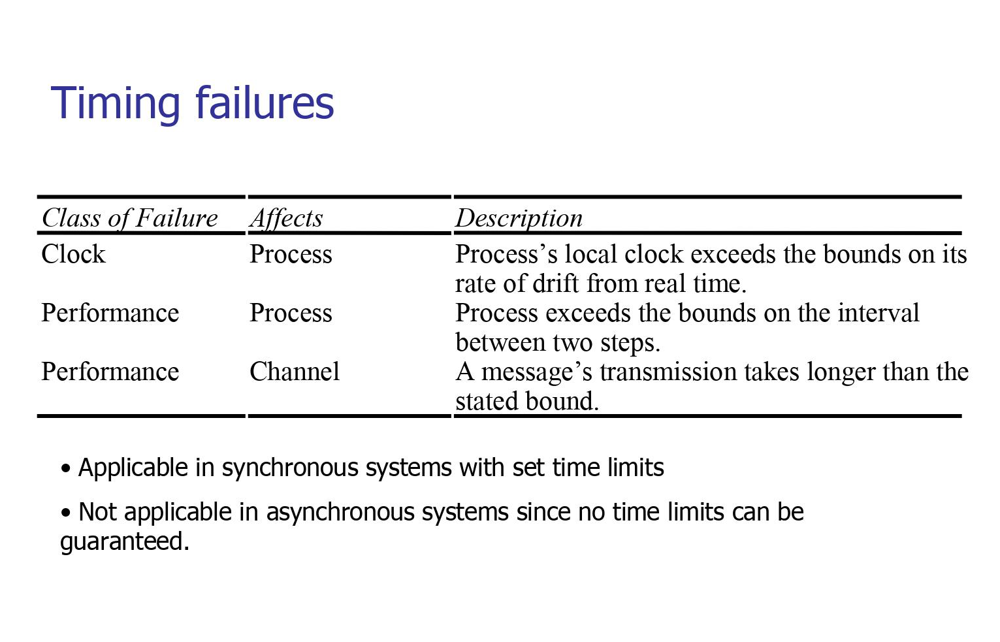 Timing failures
Class of Failure Affects Description
Clock Process Process’s local clock exceeds the bounds on its
rate of drift from real time.
Performance Process Process exceeds the bounds on the interval
between two steps.
Performance Channel A message’s transmission takes longer than the
stated bound.
• Applicable in synchronous systems with set time limits
• Not applicable in asynchronous systems since no time limits can be
guaranteed.